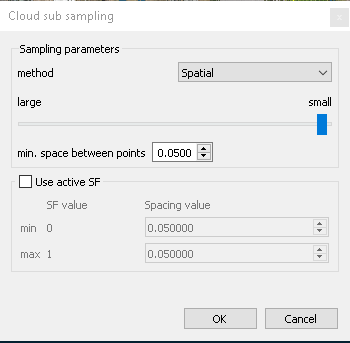 Cloud sub sampling
Sampling parameters
method Spatial
large small
min. space between points 0.0500
Use active SF
SF value Spacing value
min 0 0.050000
max 1 0.050000
OK Cancel